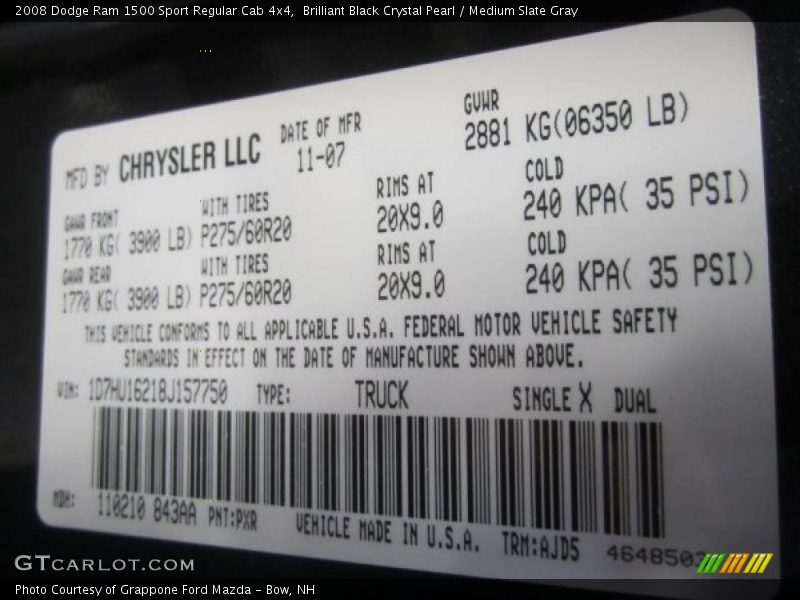 2008 Dodge Ram 1500 Sport Regular Cab 4x4,  Brilliant Black Crystal Pearl / Medium Slate Gray
MFD BY CHRYSLER LLC
DATE OF MFR
11-07
GVWR
2881 KG(06350 LB)
GAWR FRONT
1770 KG( 3900 LB)
WITH TIRES
P275/60R20
RIMS AT
20X9.0
COLD
240 KPA( 35 PSI)
GAWR REAR
1770 KG( 3900 LB)
WITH TIRES
P275/60R20
RIMS AT
20X9.0
COLD
240 KPA( 35 PSI)
THIS VEHICLE CONFORMS TO ALL APPLICABLE U.S.A. FEDERAL MOTOR VEHICLE SAFETY
STANDARDS IN EFFECT ON THE DATE OF MANUFACTURE SHOWN ABOVE.
VIN: 1D7HU16218J157750 TYPE: TRUCK SINGLE X DUAL
MDH: 110210 843AA PNT:PXR VEHICLE MADE IN U.S.A. TRM:AJD5
GTCARLOT.COM
Photo Courtesy of Grappone Ford Mazda - Bow, NH